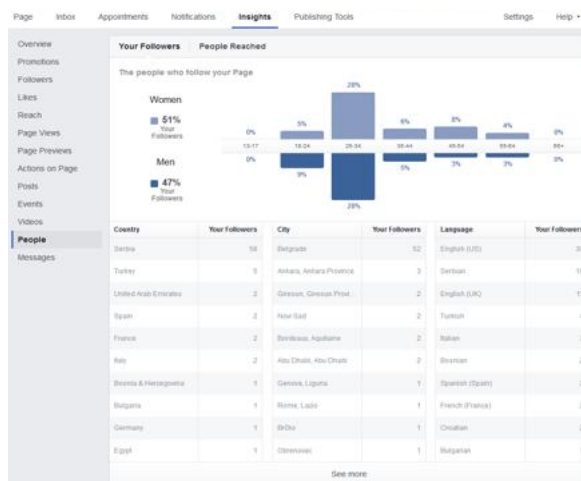 Page Inbox Appointments Notifications Insights Publishing Tools Settings Help
Overview
Promotions
Followers
Likes
Reach
Page Views
Page Previews
Actions on Page
Posts
Events
Videos
People
Messages
Your Followers People Reached
The people who follow your Page
Women
51%
Your
Followers
0% 5% 28% 6% 8% 4% 0%
13-17 18-24 25-34 35-44 45-54 55-64 65+
Men
47%
Your
Followers
0% 9% 28% 5% 3% 3% 0%
Country Your Followers City Your Followers Language Your Followers
Serbia 58 Belgrade 52 English (US)
Turkey Ankara, Ankara Province 3 Serbian
United Arab Emirates 2 Giresun, Giresun Provi... 2 English (UK)
Spain 2 Novi Sad 2 Turkish
France 2 Bordeaux, Aquitaine 2 Italian
Italy 2 Abu Dhabi, Abu Dhabi 2 Bosnian
Bosnia & Herzegovina 1 Genova, Liguria 1 Spanish (Spain)
Bulgaria 1 Rome, Lazio 1 French (France)
Germany 1 1 Croatian
Egypt 1 Obrenovac 1 Bulgarian
See more